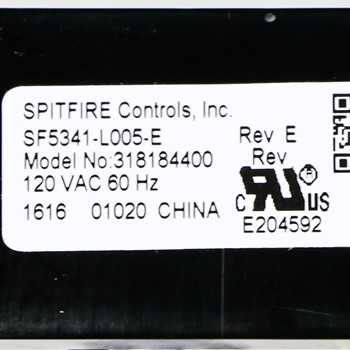 SPITFIRE Controls, Inc.
SF5341-L005-E Rev E
Model No:318184400 Rev
120 VAC 60 Hz
1616 01020 CHINA
c RU ® US
E204592